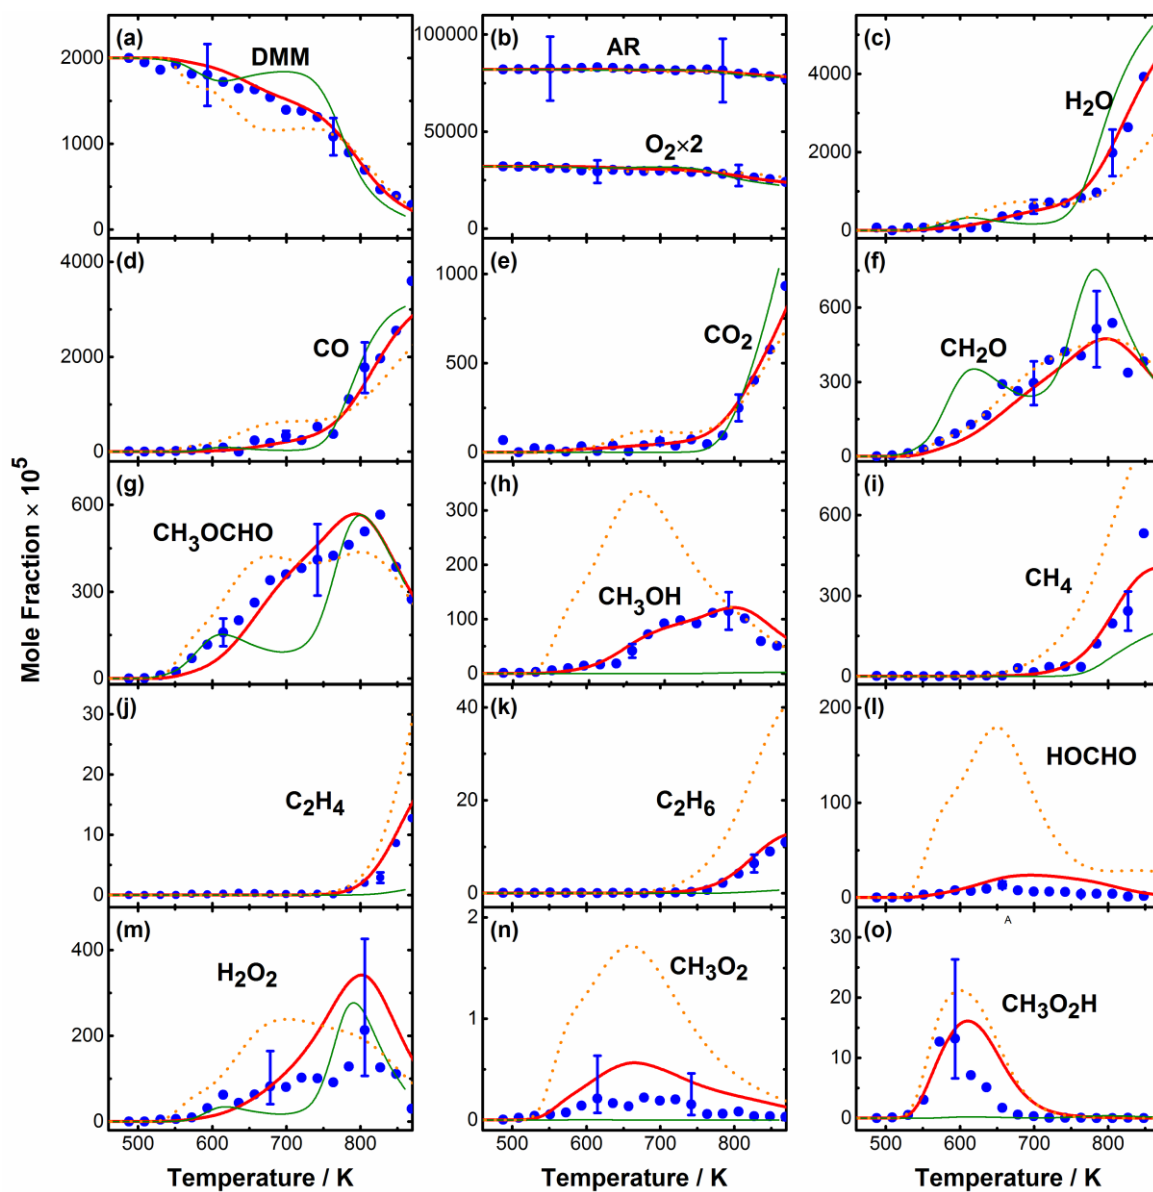 (a)
DMM
2000
1000
0
(b)
AR
O₂×2
100000
50000
0
(c)
H₂O
4000
2000
0
(d)
CO
4000
2000
0
(e)
CO₂
1000
500
0
(f)
CH₂O
600
300
0
(g)
CH₃OCHO
600
300
0
(h)
CH₃OH
300
200
100
0
(i)
CH₄
600
300
0
(j)
C₂H₄
30
20
10
0
(k)
C₂H₆
40
20
0
(l)
HOCHO
200
100
0
A
(m)
H₂O₂
400
200
0
(n)
CH₃O₂
2
1
0
(o)
CH₃O₂H
30
20
10
0
500 600 700 800
500 600 700 800
500 600 700 800
Temperature / K
Temperature / K
Temperature / K
Mole Fraction × 10⁵